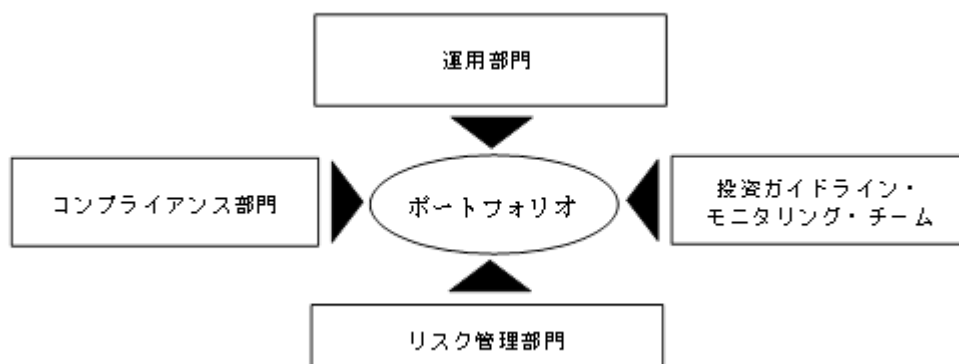 運用部門
コンプライアンス部門
ポートフォリオ
投資ガイドライン・
モニタリング・チーム
リスク管理部門